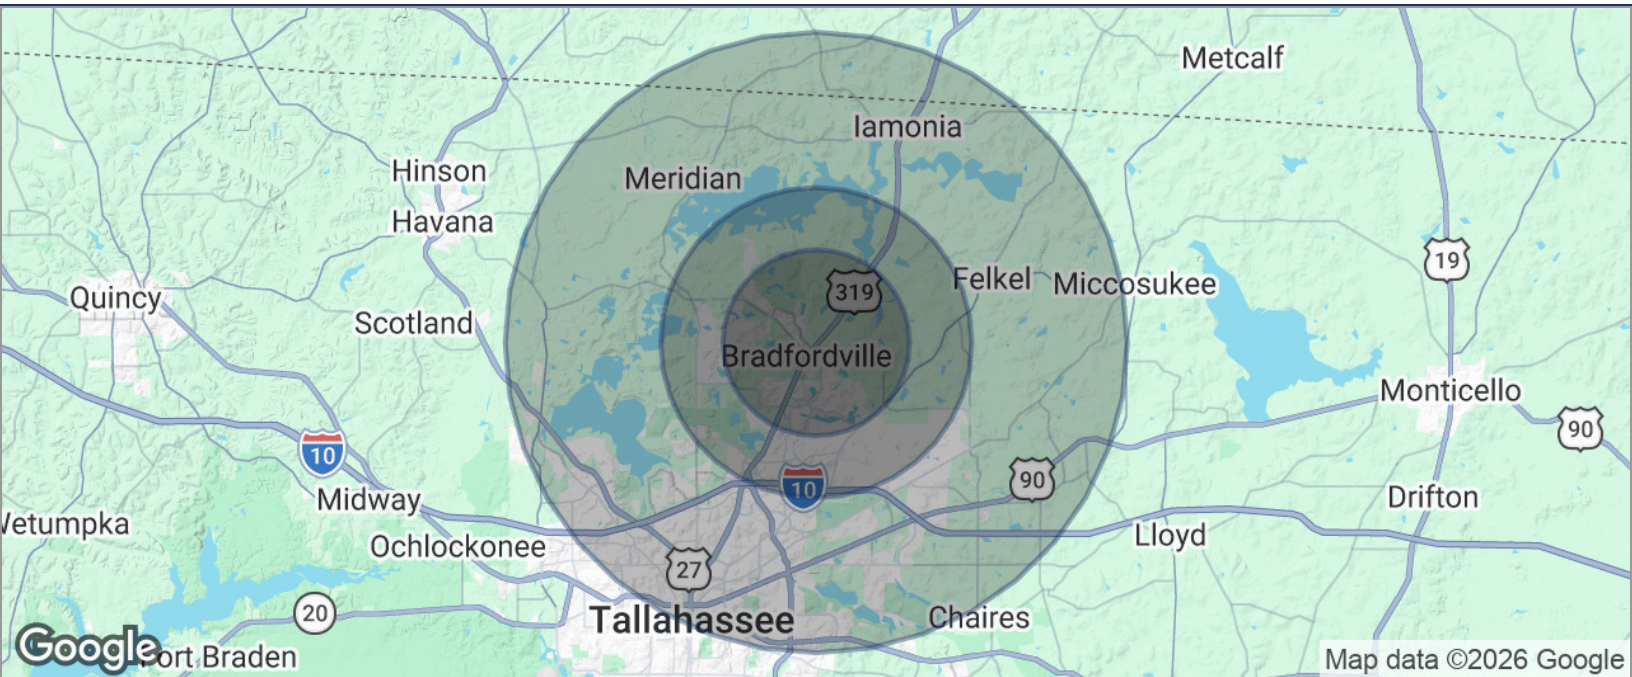 Metcalf
Iamonia
Hinson
Meridian
Havana
19
Felkel
Miccosukee
319
Quincy
Scotland
Bradfordville
Monticello
90
10
90
10
Midway
Drifton
Wetumpka
Lloyd
Ochlockonee
27
20
Tallahassee
Chaires
Google
Fort Braden
Map data ©2026 Google